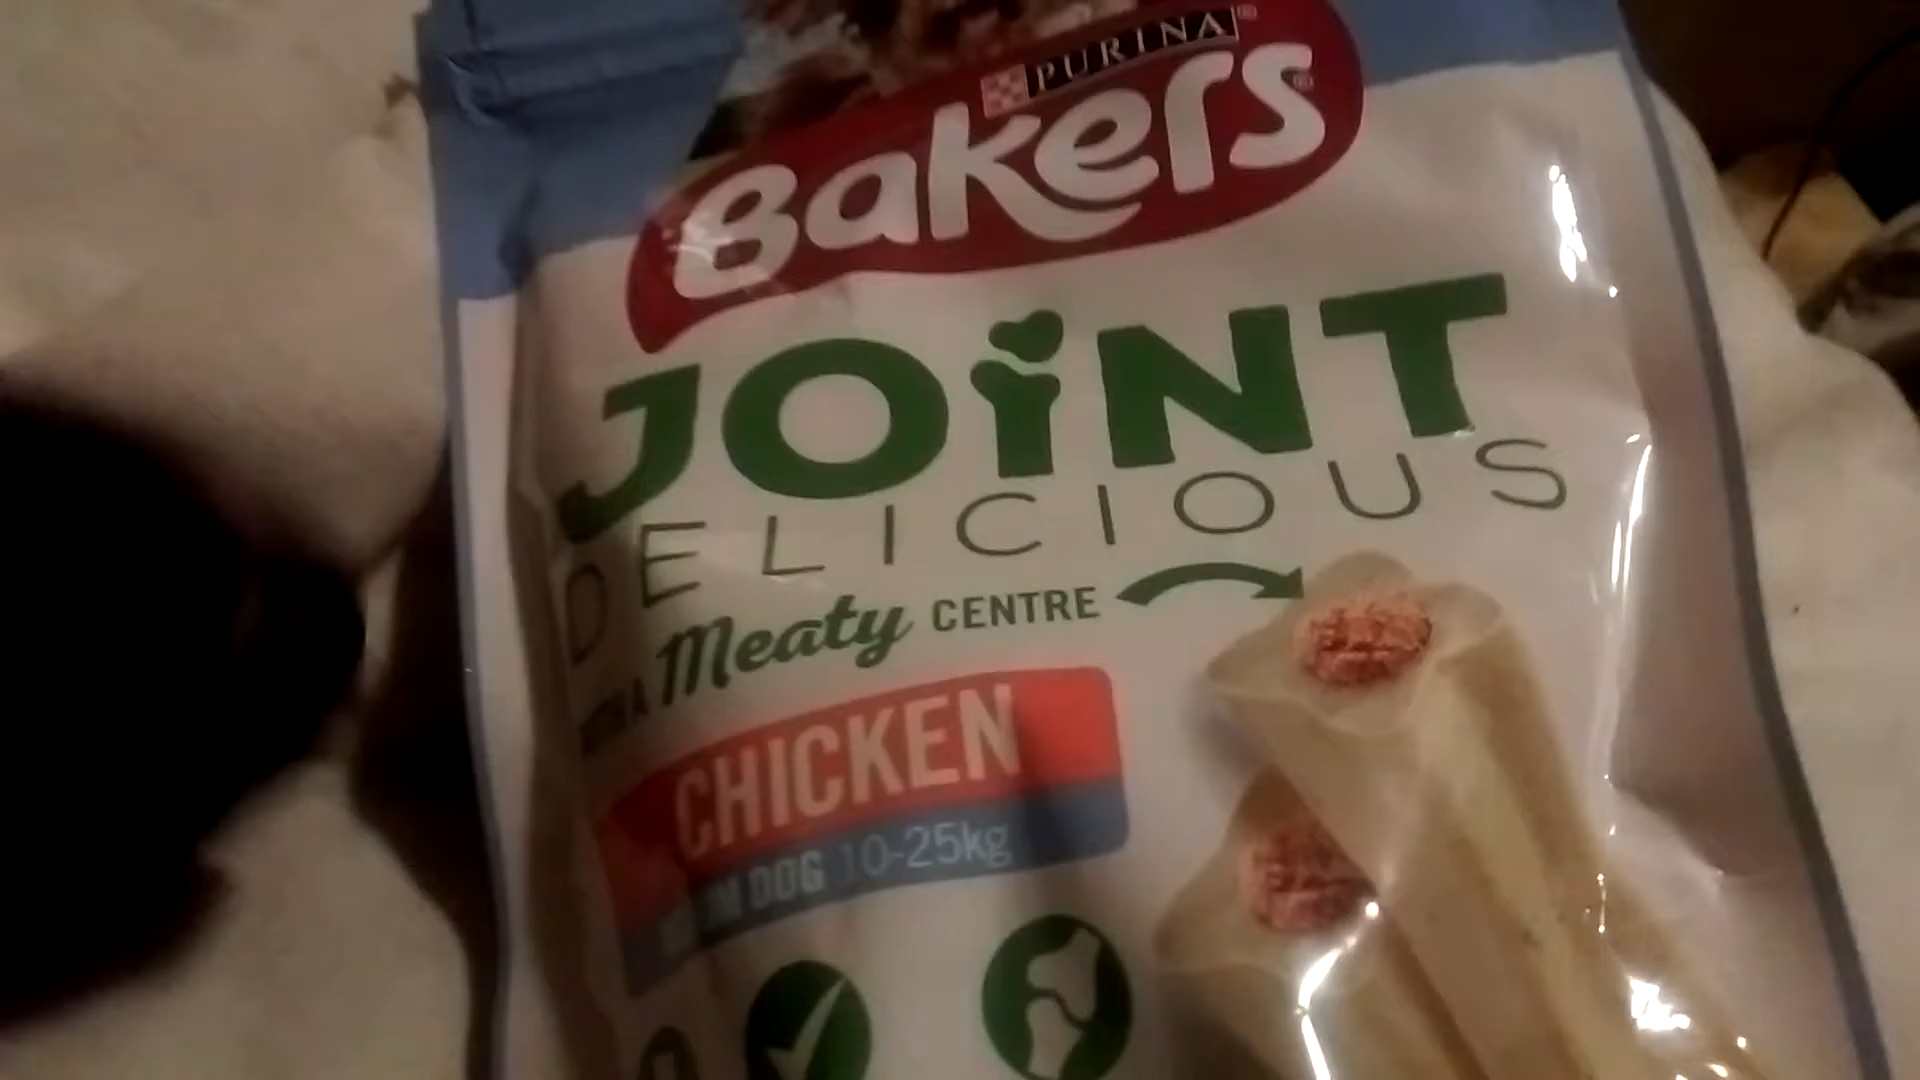 PURINA
Bakers
JOiNT
DELICIOUS
Meaty CENTRE
CHICKEN
DOG 10-25kg